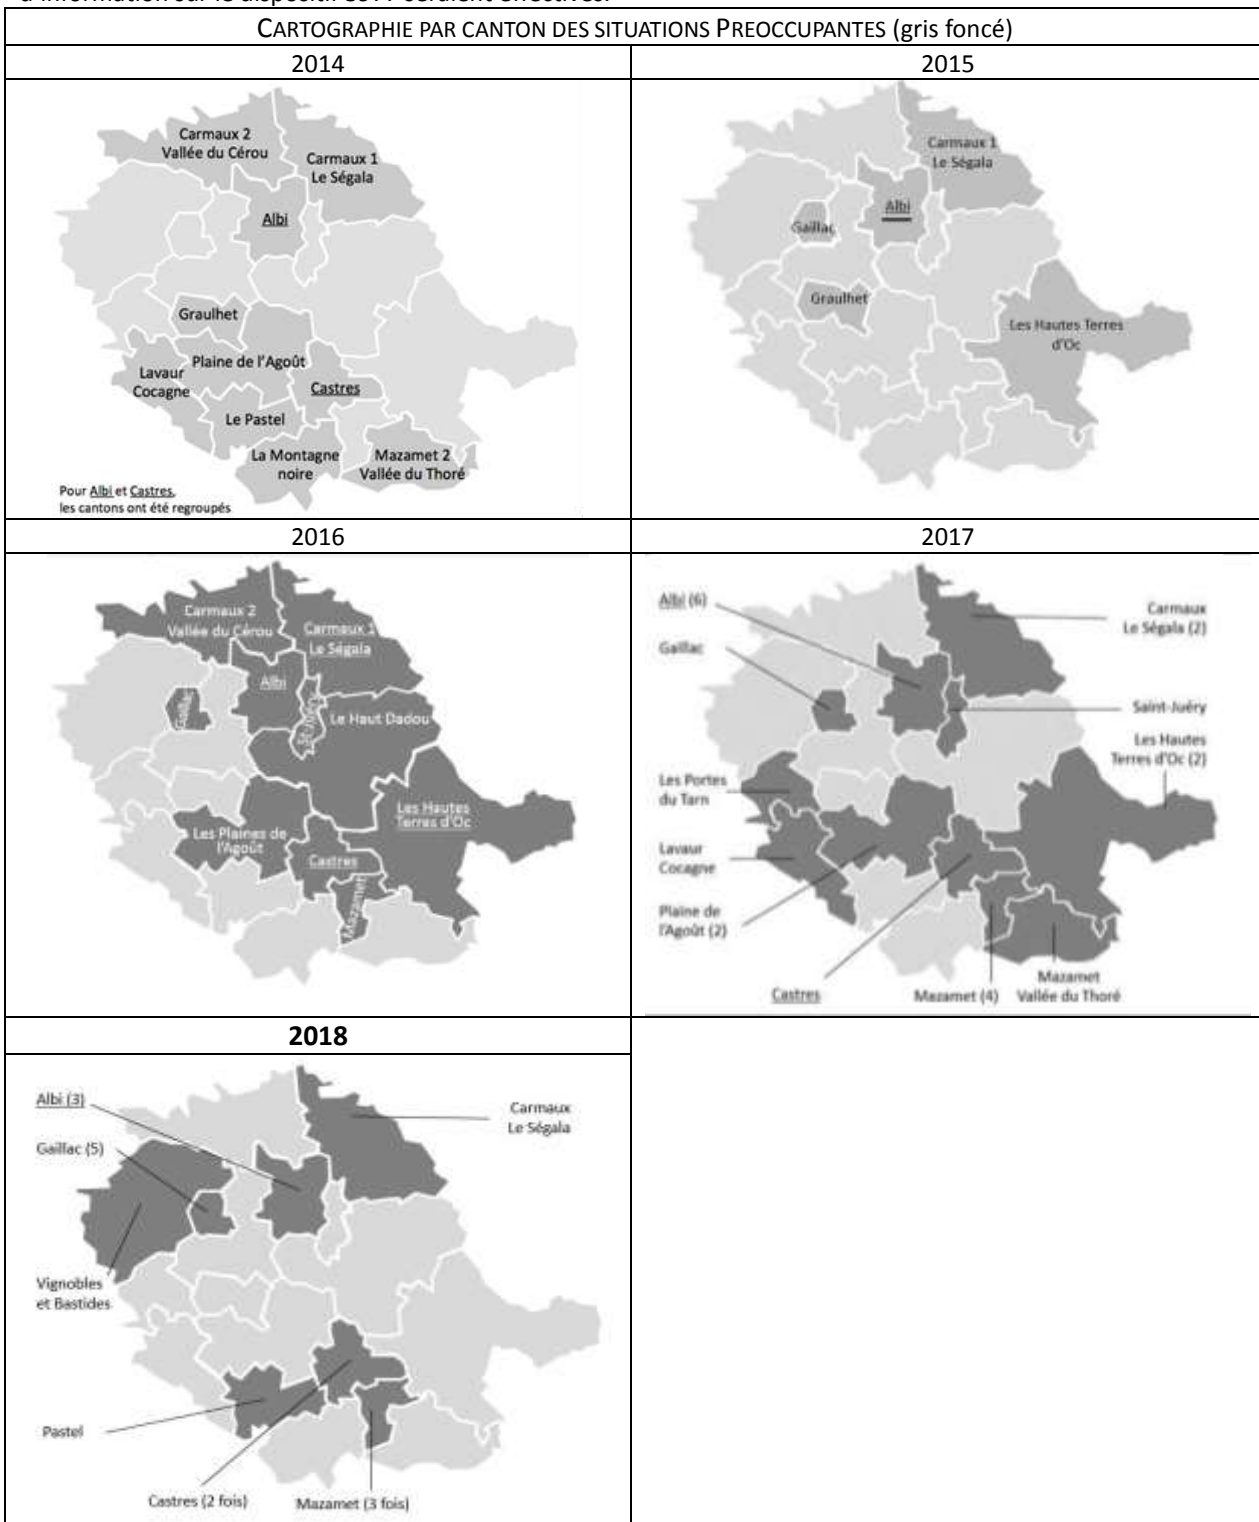 CARTOGRAPHIE PAR CANTON DES SITUATIONS PREOCCUPANTES (gris foncé)
2014
2015
Carmaux 2
Vallée du Cérou
Carmaux 1
Le Ségala
Albi
Graulhet
Plaine de l'Agoût
Lavaur
Cocagne
Castres
Le Pastel
La Montagne
noire
Mazamet 2
Vallée du Thoré
Pour Albi et Castres,
les cantons ont été regroupés
Carmaux 1
Le Ségala
Albi
Gaillac
Graulhet
Les Hautes Terres
d'Oc
2016
2017
Carmaux 2
Vallée du Cérou
Carmaux 1
Le Ségala
Albi
Gaillac
St Juéry
Le Haut Dadou
Les Hautes
Terres d'Oc
Les Plaines de
l'Agoût
Castres
Mazamet
Albi (6)
Carmaux
Le Ségala (2)
Gaillac
Saint-Juéry
Les Hautes
Terres d'Oc (2)
Les Portes
du Tarn
Lavaur
Cocagne
Plaine de
l'Agoût (2)
Castres
Mazamet (4)
Mazamet
Vallée du Thoré
2018
Albi (3)
Carmaux
Le Ségala
Gaillac (5)
Vignobles
et Bastides
Pastel
Castres (2 fois)
Mazamet (3 fois)